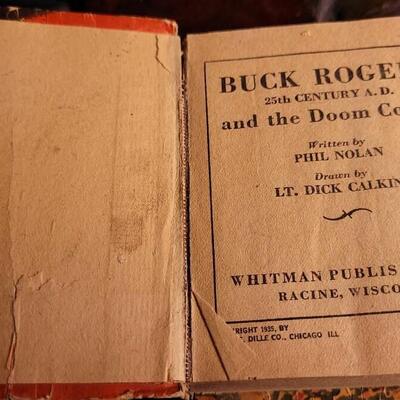 BUCK ROGE
25th CENTURY A.D.
and the Doom Co
Written by
PHIL NOLAN
Drawn by
LT. DICK CALKIN
WHITMAN PUBLIS
RACINE, WISCO
RIGHT 1935, BY
DILLE CO., CHICAGO ILL